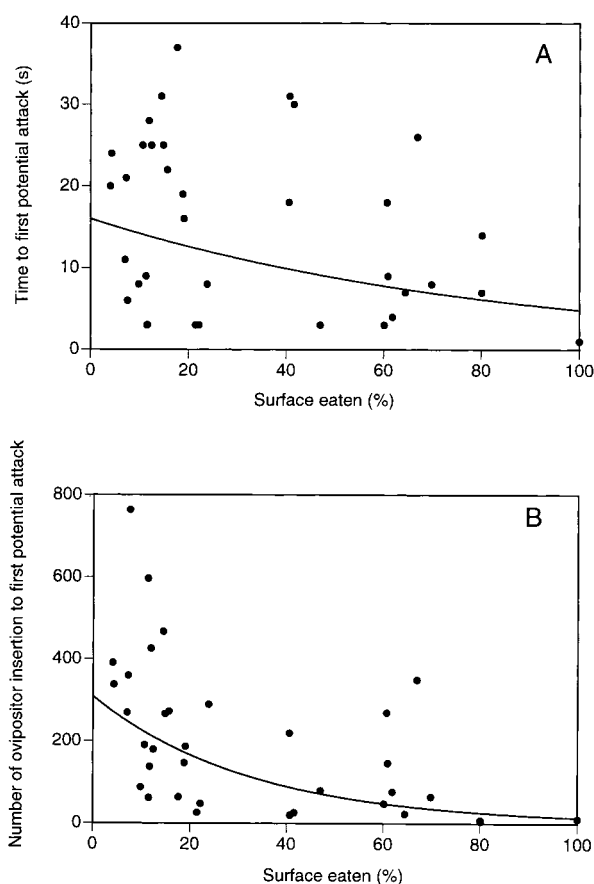 A
Time to first potential attack (s)
40
30
20
10
0
0 20 40 60 80 100
Surface eaten (%)
B
Number of ovipositor insertion to first potential attack
800
600
400
200
0
0 20 40 60 80 100
Surface eaten (%)